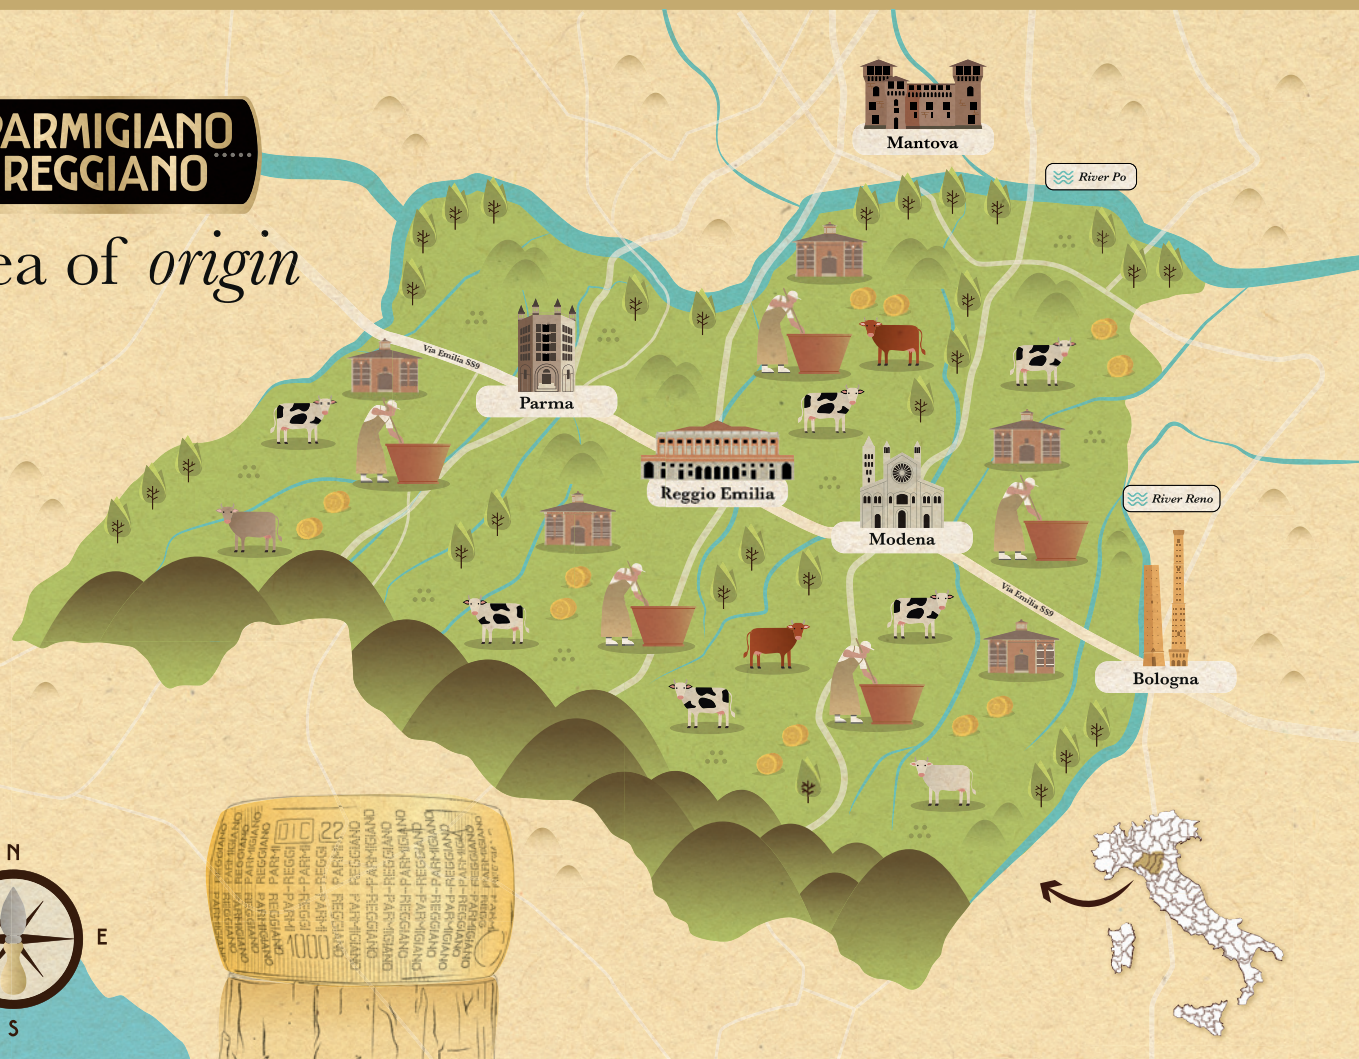 PARMIGIANO
REGGIANO
ea of origin
Mantova
River Po
Via Emilia SS9
Parma
Reggio Emilia
Modena
River Reno
Via Emilia SS9
Bologna
N
E
S